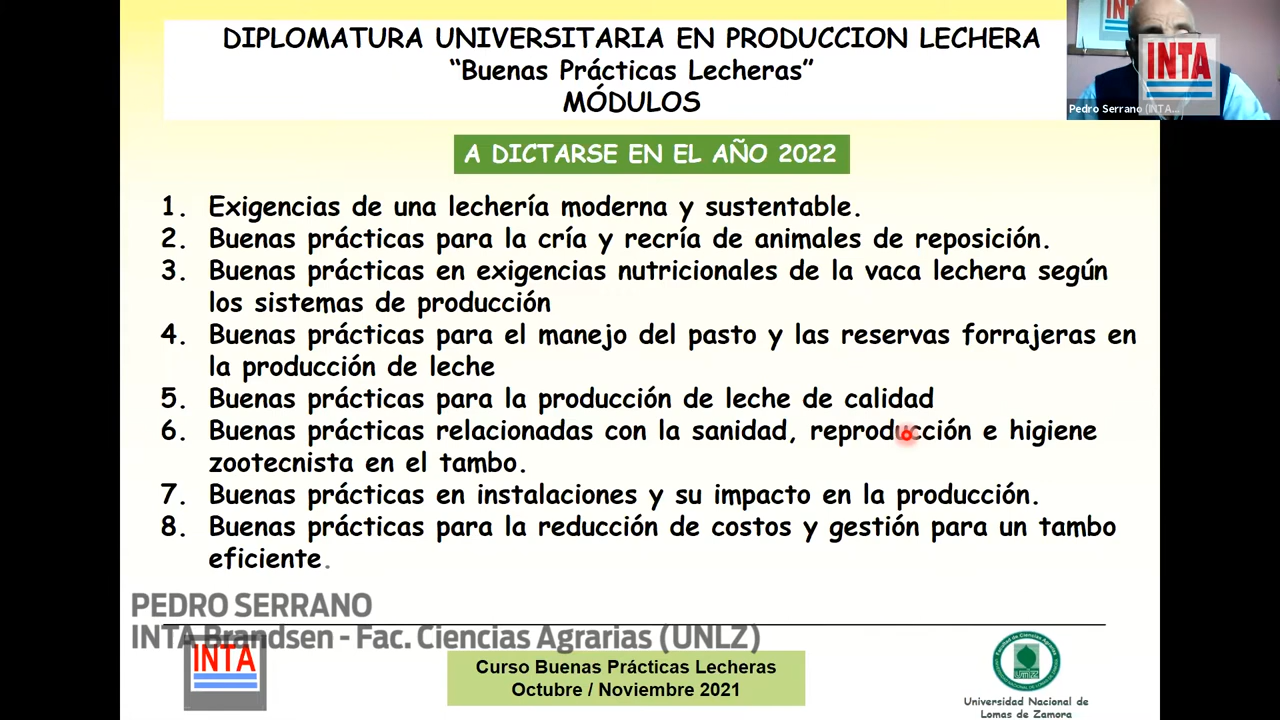 DIPLOMATURA UNIVERSITARIA EN PRODUCCION LECHERA
“Buenas Prácticas Lecheras”
MÓDULOS
INTA
Pedro Serrano (INTA...
A DICTARSE EN EL AÑO 2022
1. Exigencias de una lechería moderna y sustentable.
2. Buenas prácticas para la cría y recría de animales de reposición.
3. Buenas prácticas en exigencias nutricionales de la vaca lechera según
los sistemas de producción
4. Buenas prácticas para el manejo del pasto y las reservas forrajeras en
la producción de leche
5. Buenas prácticas para la producción de leche de calidad
6. Buenas prácticas relacionadas con la sanidad, reproducción e higiene
zootecnista en el tambo.
7. Buenas prácticas en instalaciones y su impacto en la producción.
8. Buenas prácticas para la reducción de costos y gestión para un tambo
eficiente.
PEDRO SERRANO
INTA Brandsen - Fac. Ciencias Agrarias (UNLZ)
INTA
Curso Buenas Prácticas Lecheras
Octubre / Noviembre 2021
Universidad Nacional de
Lomas de Zamora